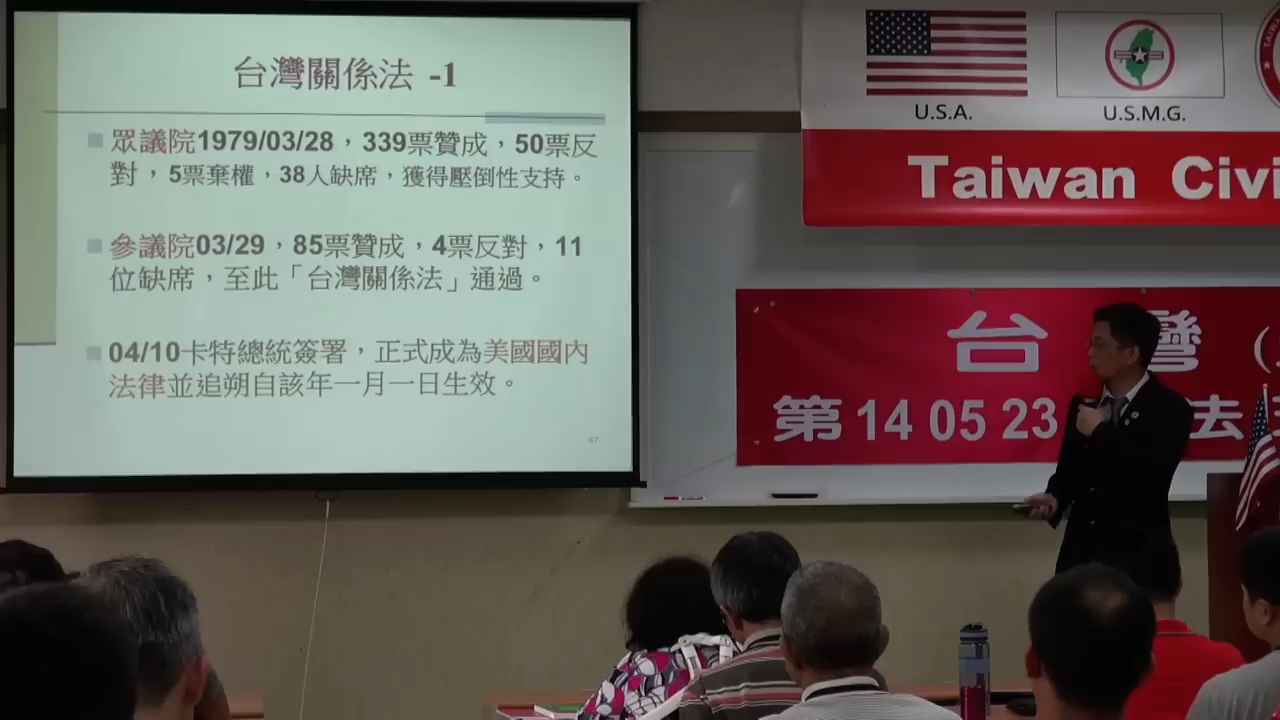 台灣關係法 -1
眾議院1979/03/28，339票贊成，50票反
對，5票棄權，38人缺席，獲得壓倒性支持。
參議院03/29，85票贊成，4票反對，11
位缺席，至此「台灣關係法」通過。
04/10卡特總統簽署，正式成為美國國內
法律並追朔自該年一月一日生效。
67
U.S.A.
U.S.M.G.
Taiwan Civi
台 灣 (
第 14 05 23 法